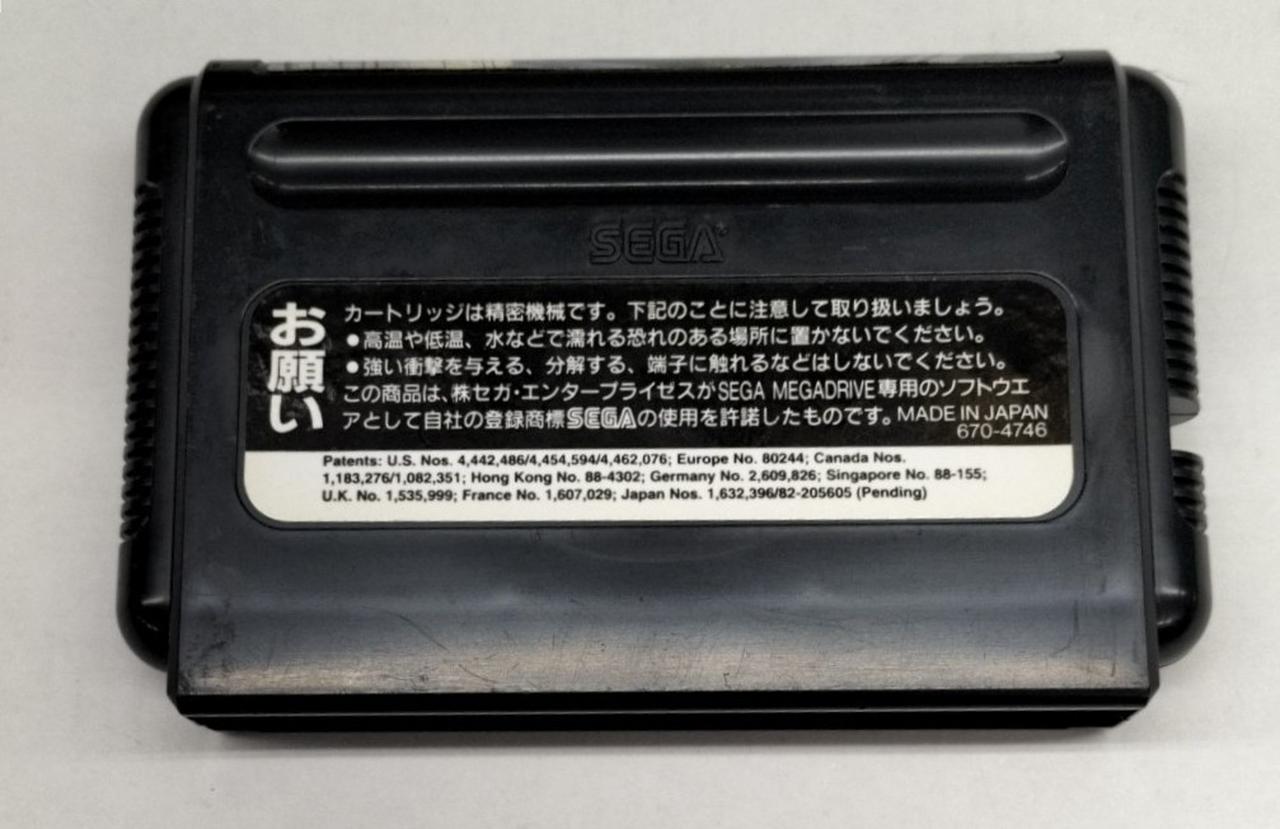 SEGA
お願い
カートリッジは精密機械です。下記のことに注意して取り扱いましょう。
●高温や低温、水などで濡れる恐れのある場所に置かないでください。
●強い衝撃を与える、分解する、端子に触れるなどはしないでください。
この商品は、株セガ・エンタープライゼスがSEGA MEGADRIVE専用のソフトウエ
アとして自社の登録商標SEGAの使用を許諾したものです。MADE IN JAPAN
670-4746
Patents: U.S. Nos. 4,442,486/4,454,594/4,462,076; Europe No. 80244; Canada Nos.
1,183,276/1,082,351; Hong Kong No. 88-4302; Germany No. 2,609,826; Singapore No. 88-155;
U.K. No. 1,535,999; France No. 1,607,029; Japan Nos. 1,632,396/82-205605 (Pending)